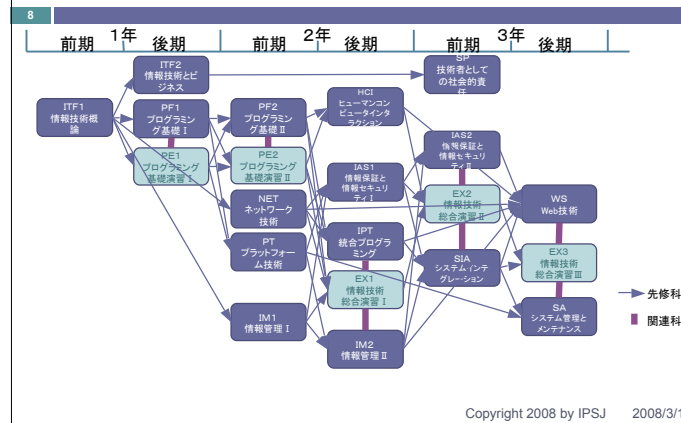 8
1年
2年
3年
前期
後期
前期
後期
前期
後期
ITF1
情報技術概
論
ITF2
情報技術とビ
ジネス
PF1
プログラミン
グ基礎Ⅰ
PE1
プログラミング
基礎演習Ⅰ
PF2
プログラミン
グ基礎Ⅱ
PE2
プログラミング
基礎演習Ⅱ
NET
ネットワーク
技術
PT
プラットフォー
ム技術
IM1
情報管理Ⅰ
HCI
ヒューマンコン
ピュータインタ
ラクション
IAS1
情報保証と
情報セキュリ
ティⅠ
IPT
統合プログラ
ミング
EX1
情報技術
総合演習Ⅰ
IM2
情報管理Ⅱ
SP
技術者として
の社会的責
任
IAS2
情報保証と
情報セキュリ
ティⅡ
EX2
情報技術
総合演習Ⅱ
SIA
システムインテ
グレーション
WS
Web技術
EX3
情報技術
総合演習Ⅲ
SA
システム管理と
メンテナンス
先修科
関連科
Copyright 2008 by IPSJ
2008/3/1